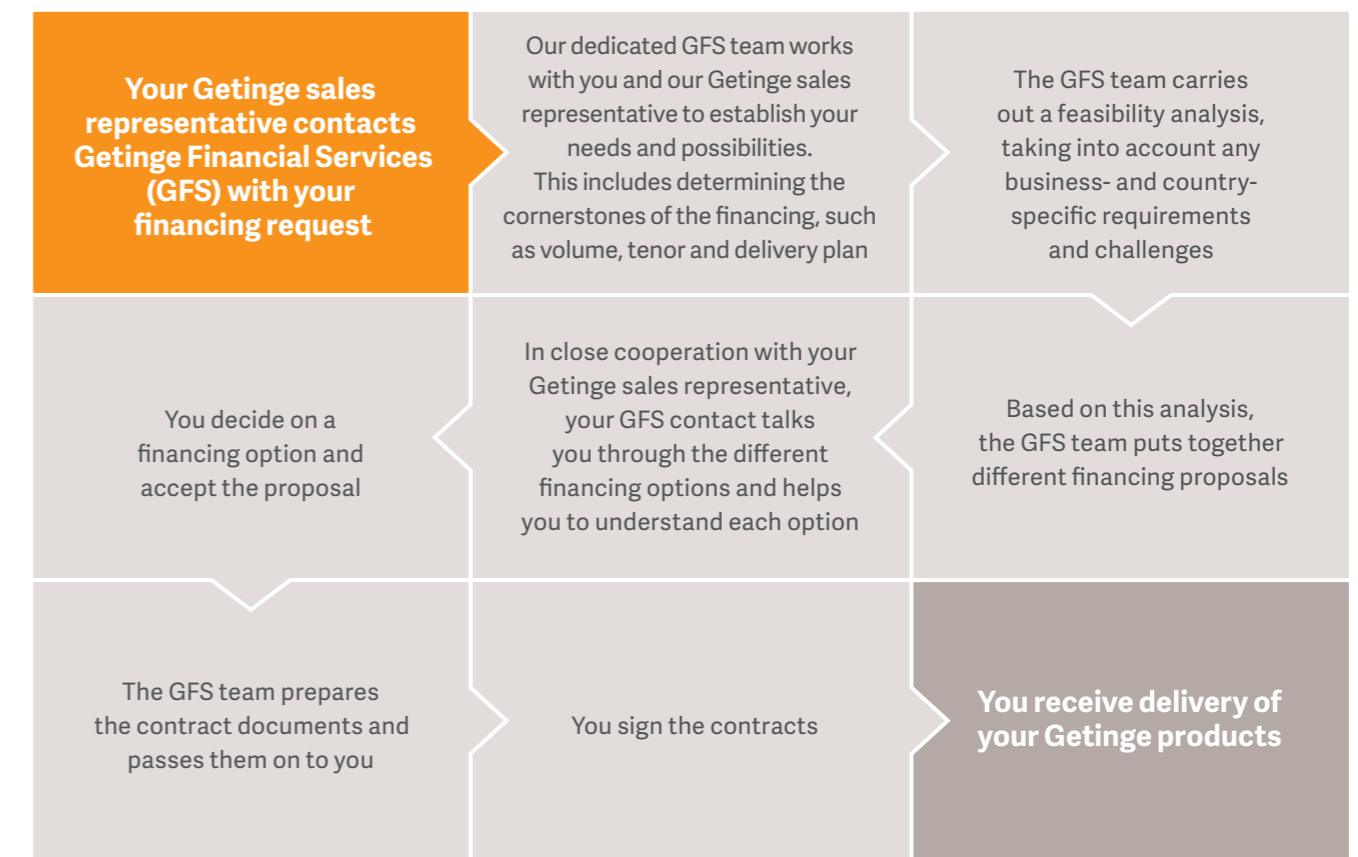 Your Getinge sales
representative contacts
Getinge Financial Services
(GFS) with your
financing request
Our dedicated GFS team works
with you and our Getinge sales
representative to establish your
needs and possibilities.
This includes determining the
cornerstones of the financing, such
as volume, tenor and delivery plan
The GFS team carries
out a feasibility analysis,
taking into account any
business- and country-
specific requirements
and challenges
Based on this analysis,
the GFS team puts together
different financing proposals
In close cooperation with your
Getinge sales representative,
your GFS contact talks
you through the different
financing options and helps
you to understand each option
You decide on a
financing option and
accept the proposal
The GFS team prepares
the contract documents and
passes them on to you
You sign the contracts
You receive delivery of
your Getinge products